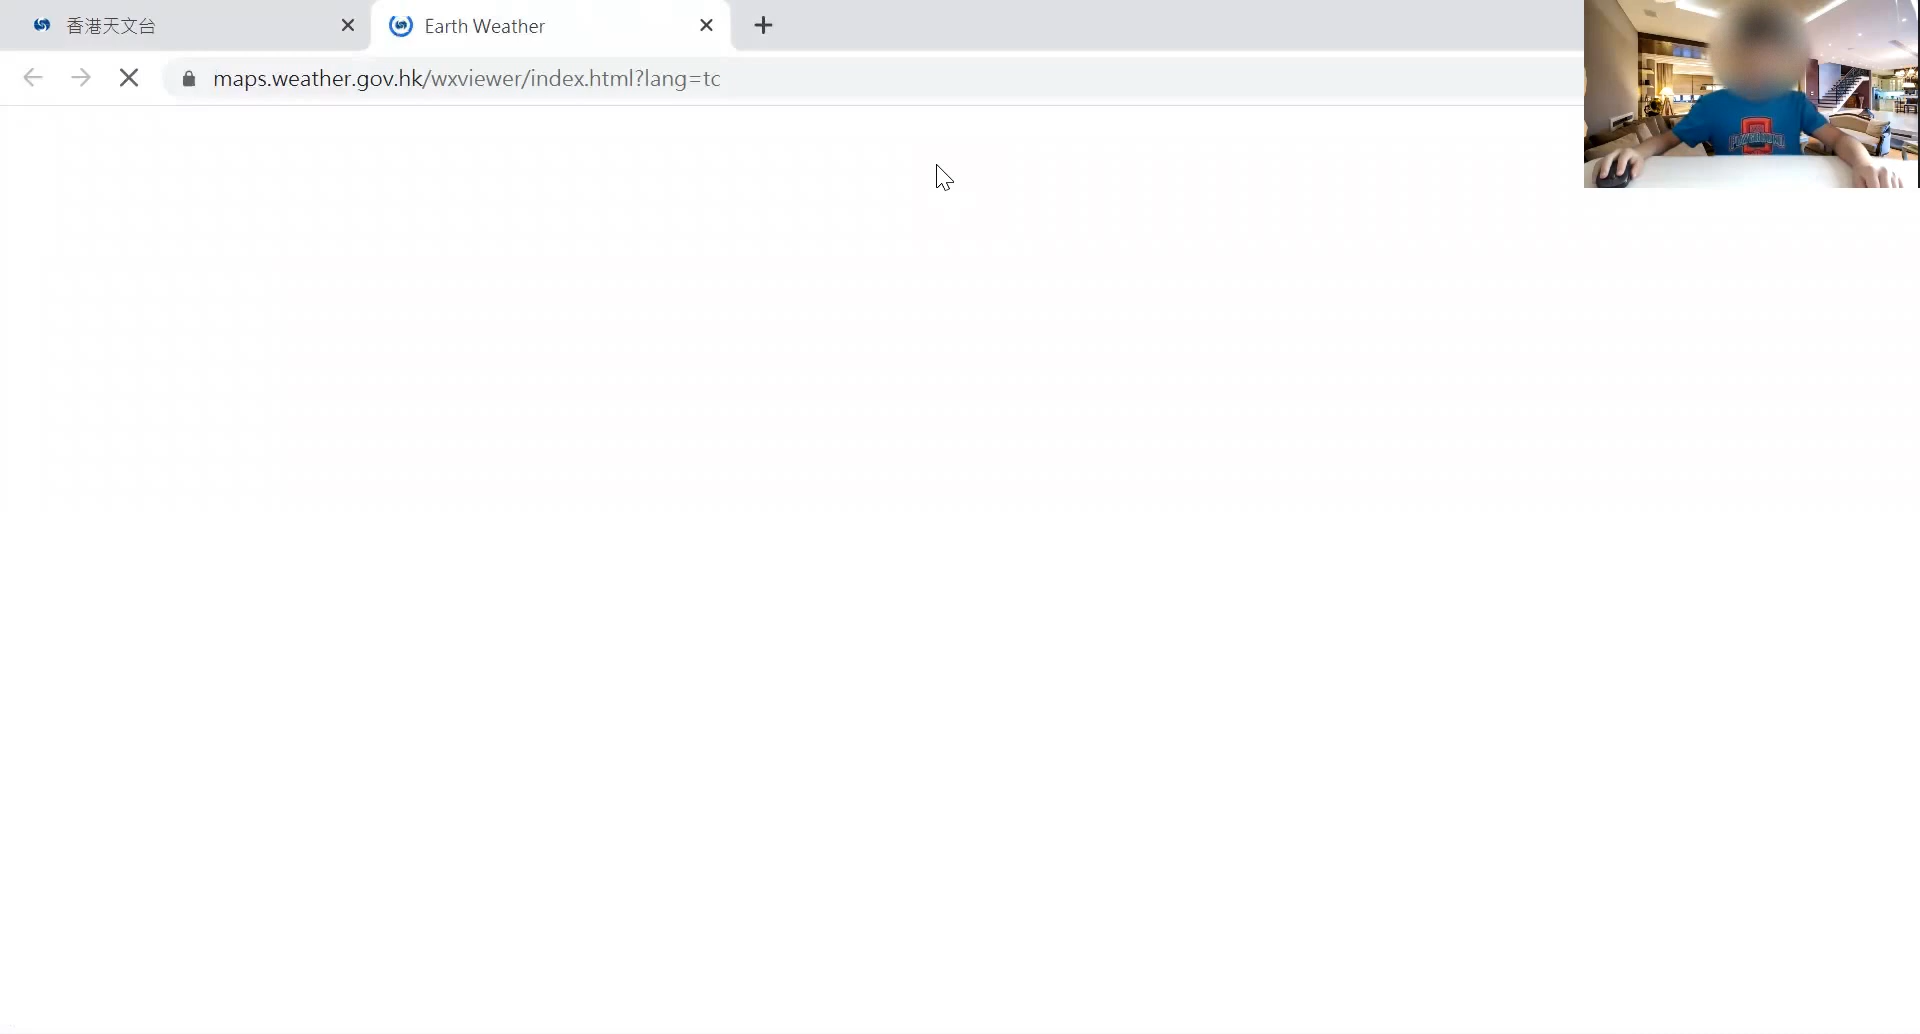 香港天文台
Earth Weather
maps.weather.gov.hk/wxviewer/index.html?lang=tc